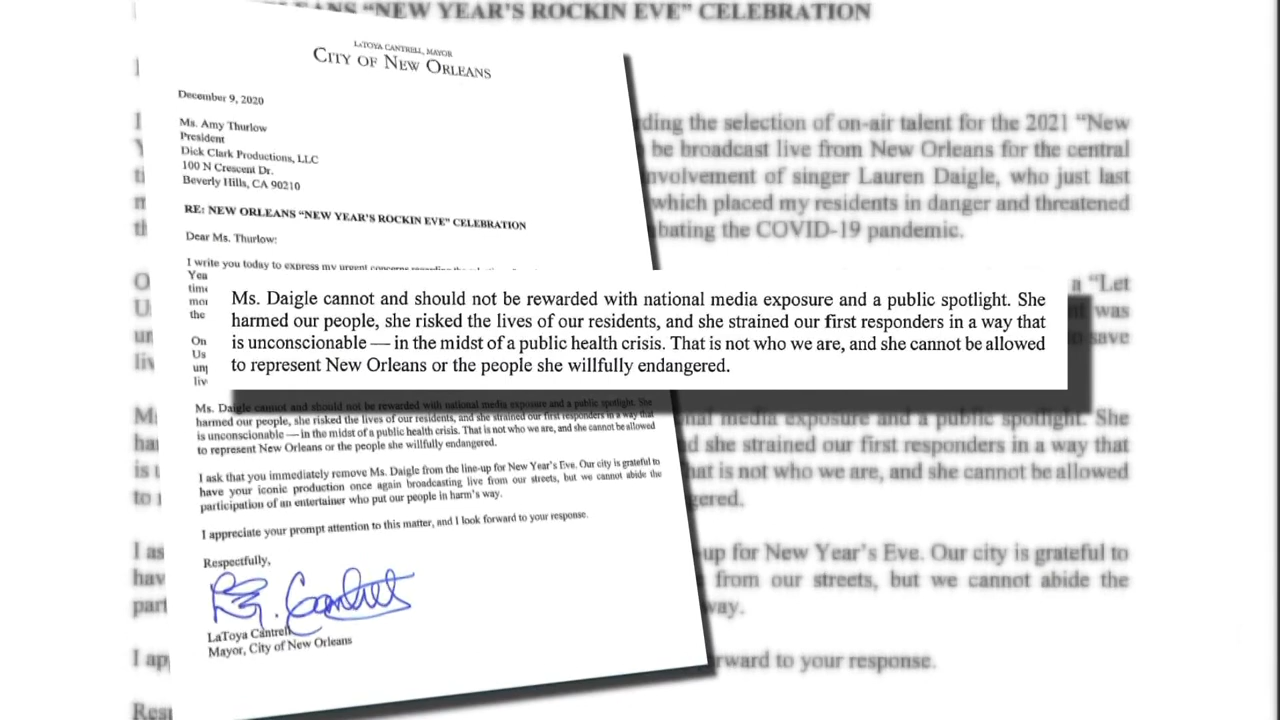 EANS “NEW YEAR’S ROCKIN EVE” CELEBRATION
LATOYA CANTRELL, MAYOR
CITY OF NEW ORLEANS
December 9, 2020
Ms. Amy Thurlow
President
Dick Clark Productions, LLC
100 N Crescent Dr.
Beverly Hills, CA 90210
RE: NEW ORLEANS “NEW YEAR’S ROCKIN EVE” CELEBRATION
Dear Ms. Thurlow:
I write you today to express my urgent concerns regarding the
Yea
time
mor
the
On
Us
unj
liv
Ms. Daigle cannot and should not be rewarded with national media exposure and a public spotlight. She
harmed our people, she risked the lives of our residents, and she strained our first responders in a way that
is unconscionable — in the midst of a public health crisis. That is not who we are, and she cannot be allowed
to represent New Orleans or the people she willfully endangered.
Ms. Daigle cannot and should not be rewarded with national media exposure and a public spotlight. She
harmed our people, she risked the lives of our residents, and she strained our first responders in a way that
is unconscionable — in the midst of a public health crisis. That is not who we are, and she cannot be allowed
to represent New Orleans or the people she willfully endangered.
I ask that you immediately remove Ms. Daigle from the line-up for New Year’s Eve. Our city is grateful to
have your iconic production once again broadcasting live from our streets, but we cannot abide the
participation of an entertainer who put our people in harm’s way.
I appreciate your prompt attention to this matter, and I look forward to your response.
Respectfully,
LaToya Cantrell
Mayor, City of New Orleans
ding the selection of on-air talent for the 2021 “New
be broadcast live from New Orleans for the central
nvolvement of singer Lauren Daigle, who just last
which placed my residents in danger and threatened
bating the COVID-19 pandemic.
a “Let
was
save
nal media exposure and a public spotlight. She
d she strained our first responders in a way that
hat is not who we are, and she cannot be allowed
gered.
up for New Year’s Eve. Our city is grateful to
from our streets, but we cannot abide the
way.
rward to your response.